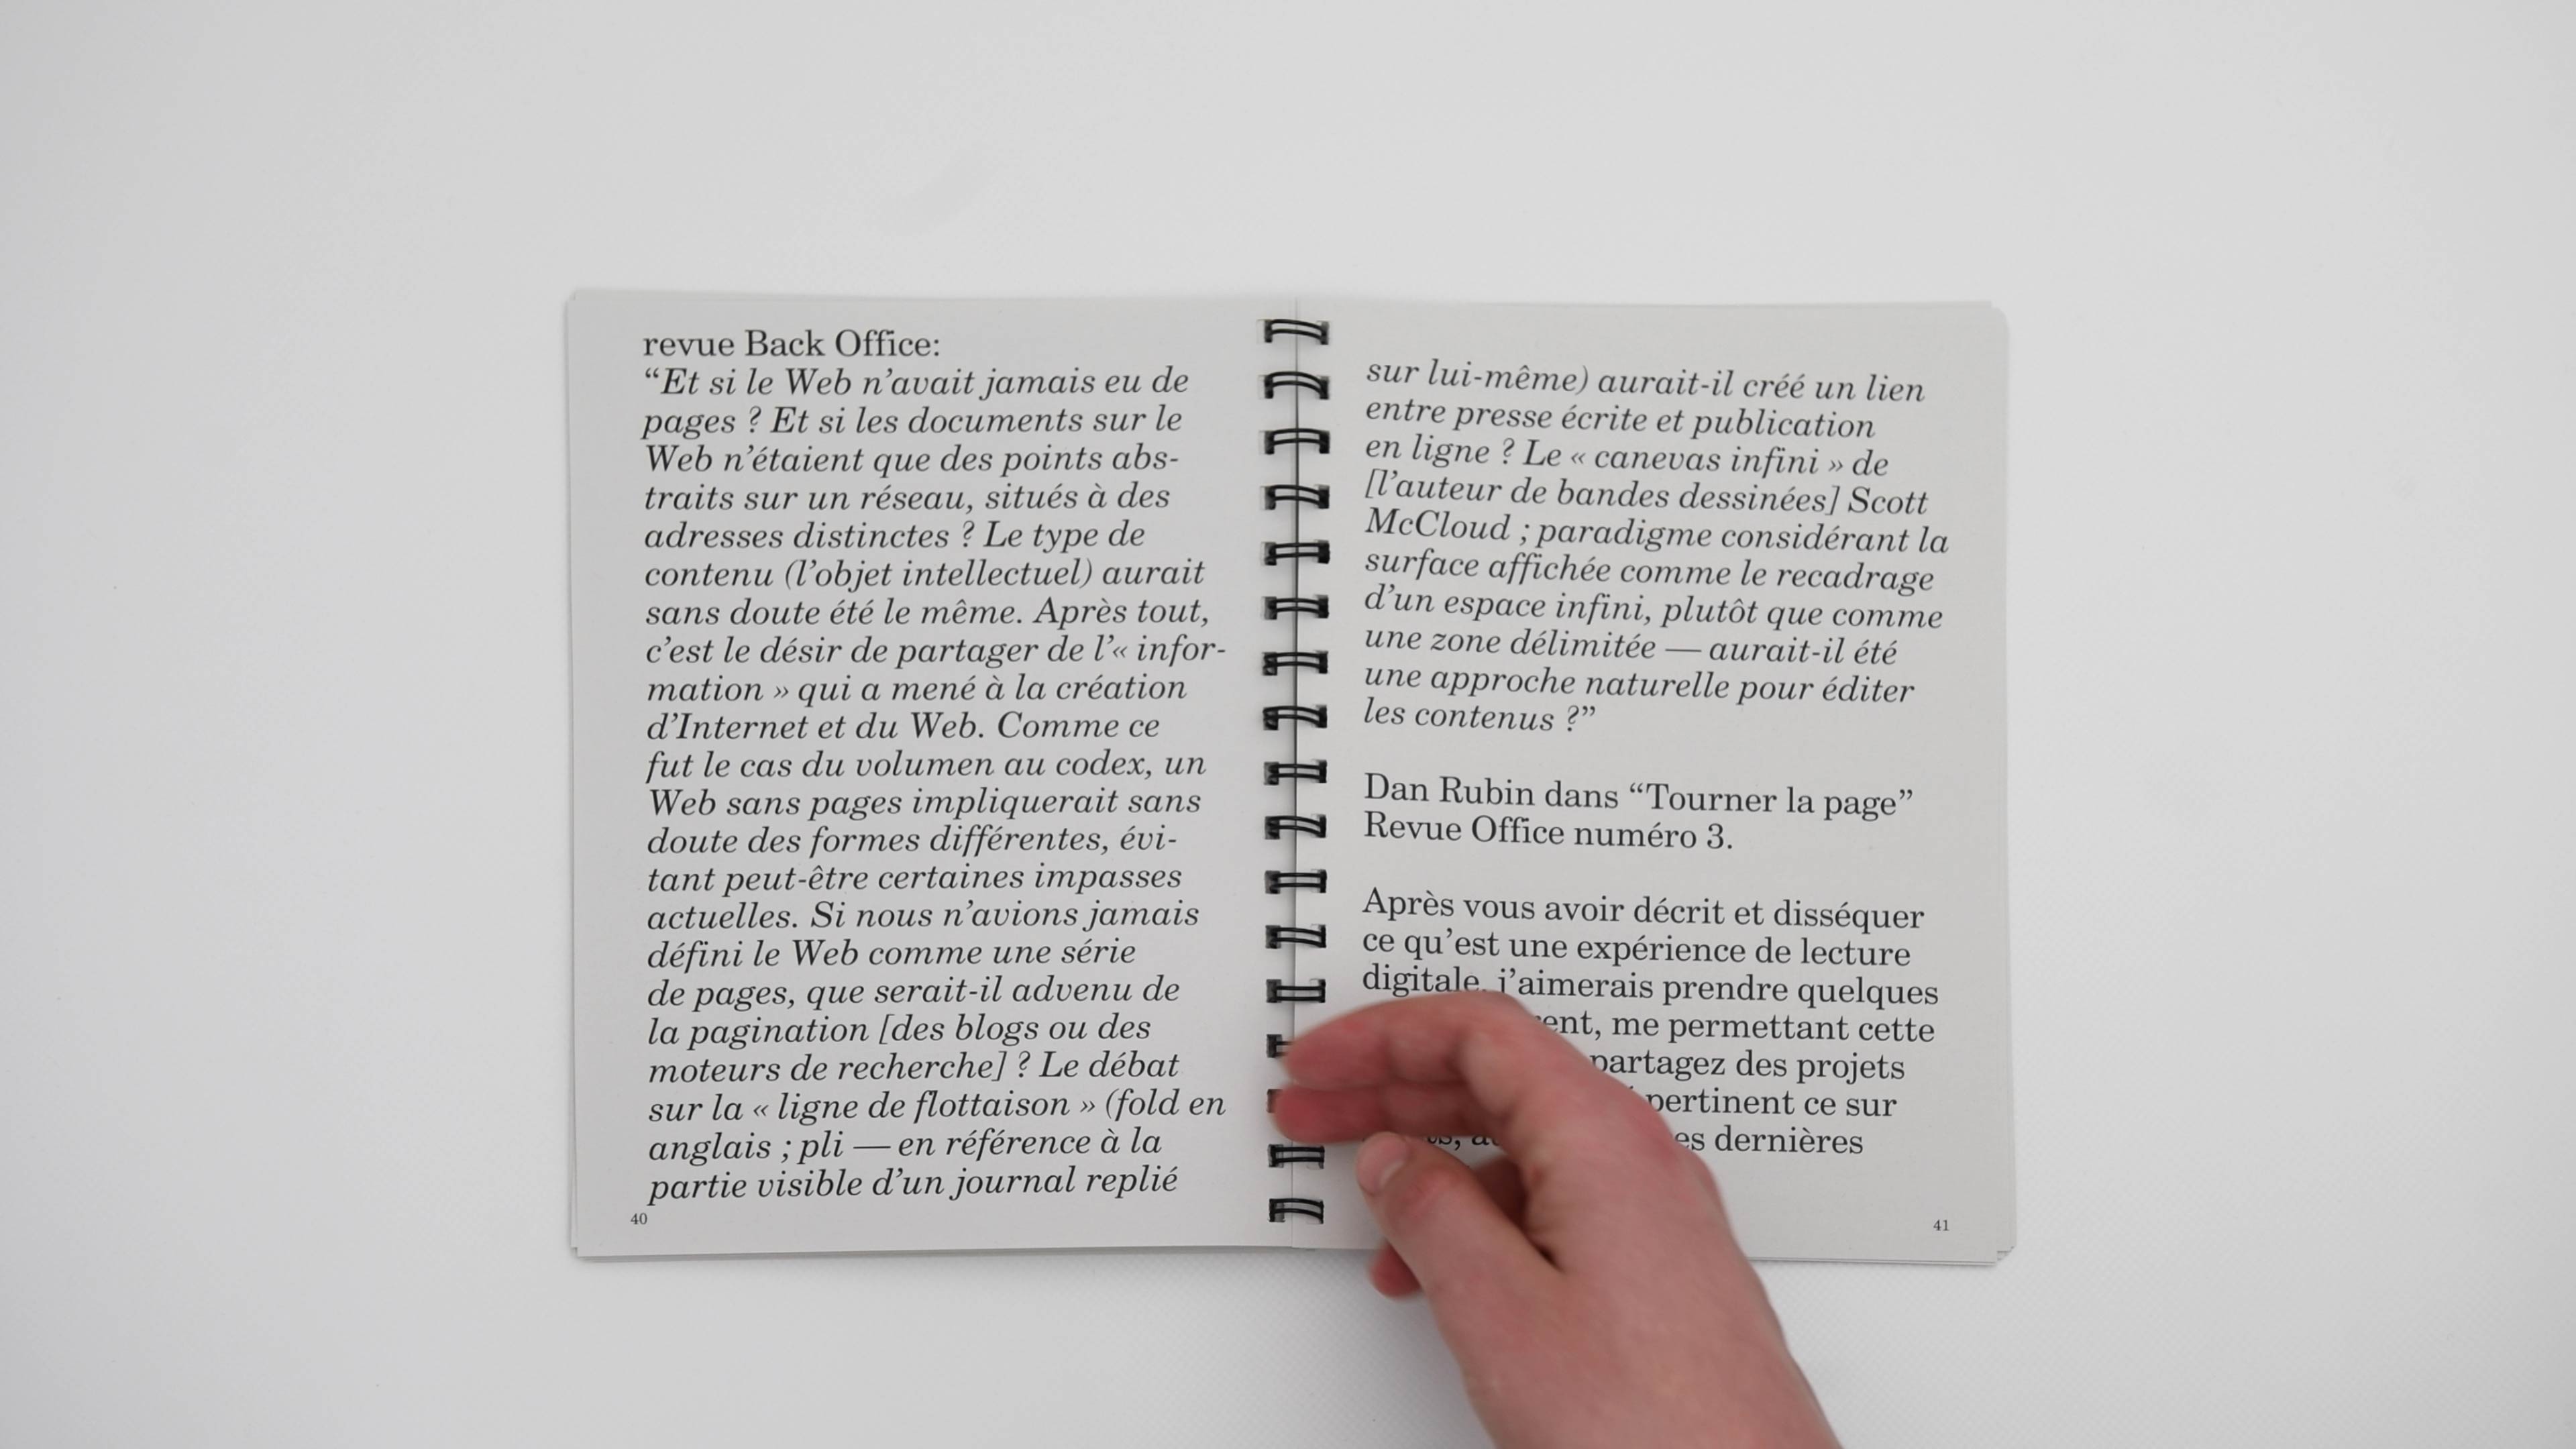 revue Back Office:
“Et si le Web n’avait jamais eu de
pages ? Et si les documents sur le
Web n’étaient que des points abs-
traits sur un réseau, situés à des
adresses distinctes ? Le type de
contenu (l’objet intellectuel) aurait
sans doute été le même. Après tout,
c’est le désir de partager de l’« infor-
mation » qui a mené à la création
d’Internet et du Web. Comme ce
fut le cas du volumen au codex, un
Web sans pages impliquerait sans
doute des formes différentes, évi-
tant peut-être certaines impasses
actuelles. Si nous n’avions jamais
défini le Web comme une série
de pages, que serait-il advenu de
la pagination [des blogs ou des
moteurs de recherche] ? Le débat
sur la « ligne de flottaison » (fold en
anglais ; pli — en référence à la
partie visible d’un journal replié
40
sur lui-même) aurait-il créé un lien
entre presse écrite et publication
en ligne ? Le « canevas infini » de
[l’auteur de bandes dessinées] Scott
McCloud ; paradigme considérant la
surface affichée comme le recadrage
d’un espace infini, plutôt que comme
une zone délimitée — aurait-il été
une approche naturelle pour éditer
les contenus ?”
Dan Rubin dans “Tourner la page”
Revue Office numéro 3.
Après vous avoir décrit et disséquer
ce qu’est une expérience de lecture
digitale, j’aimerais prendre quelques
me permettant cette
partagez des projets
pertinent ce sur
dernières
41